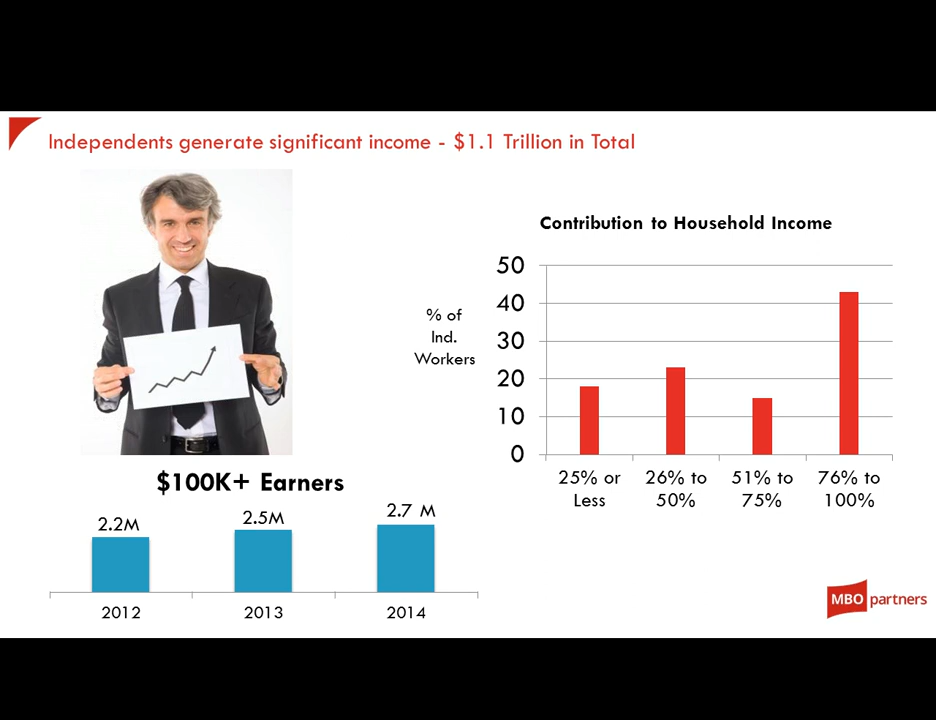 Independents generate significant income - $1.1 Trillion in Total
Contribution to Household Income
% of
Ind.
Workers
50
40
30
20
10
0
25% or
Less
26% to
50%
51% to
75%
76% to
100%
$100K+ Earners
2.2M
2.5M
2.7 M
2012
2013
2014
MBO partners